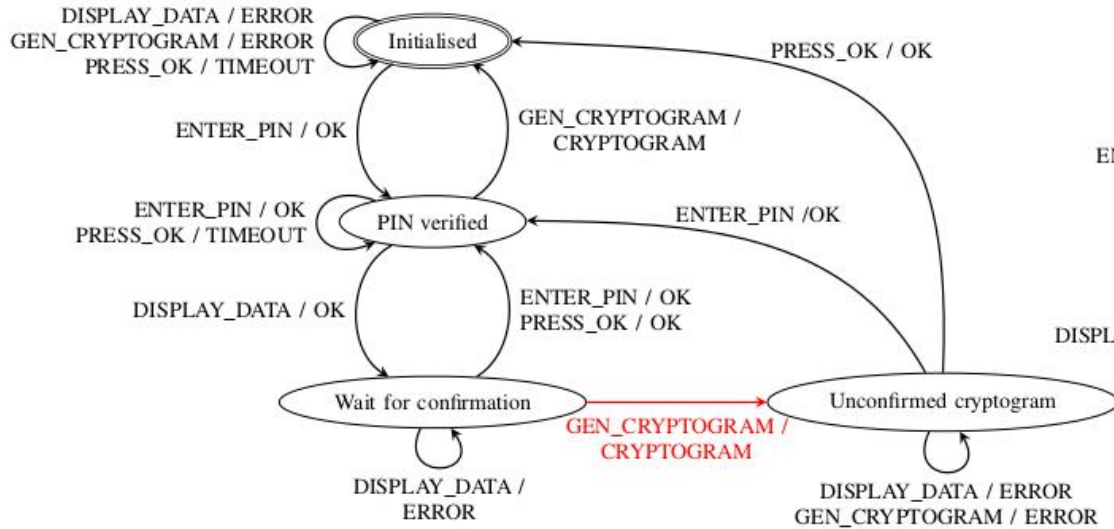 DISPLAY_DATA / ERROR
GEN_CRYPTOGRAM / ERROR
PRESS_OK / TIMEOUT
Initialised
PRESS_OK / OK
ENTER_PIN / OK
GEN_CRYPTOGRAM /
CRYPTOGRAM
EN
ENTER_PIN / OK
PRESS_OK / TIMEOUT
PIN verified
ENTER_PIN /OK
DISPLAY_DATA / OK
ENTER_PIN / OK
PRESS_OK / OK
DISPL
Wait for confirmation
Unconfirmed cryptogram
GEN_CRYPTOGRAM /
CRYPTOGRAM
DISPLAY_DATA /
ERROR
DISPLAY_DATA / ERROR
GEN_CRYPTOGRAM / ERROR